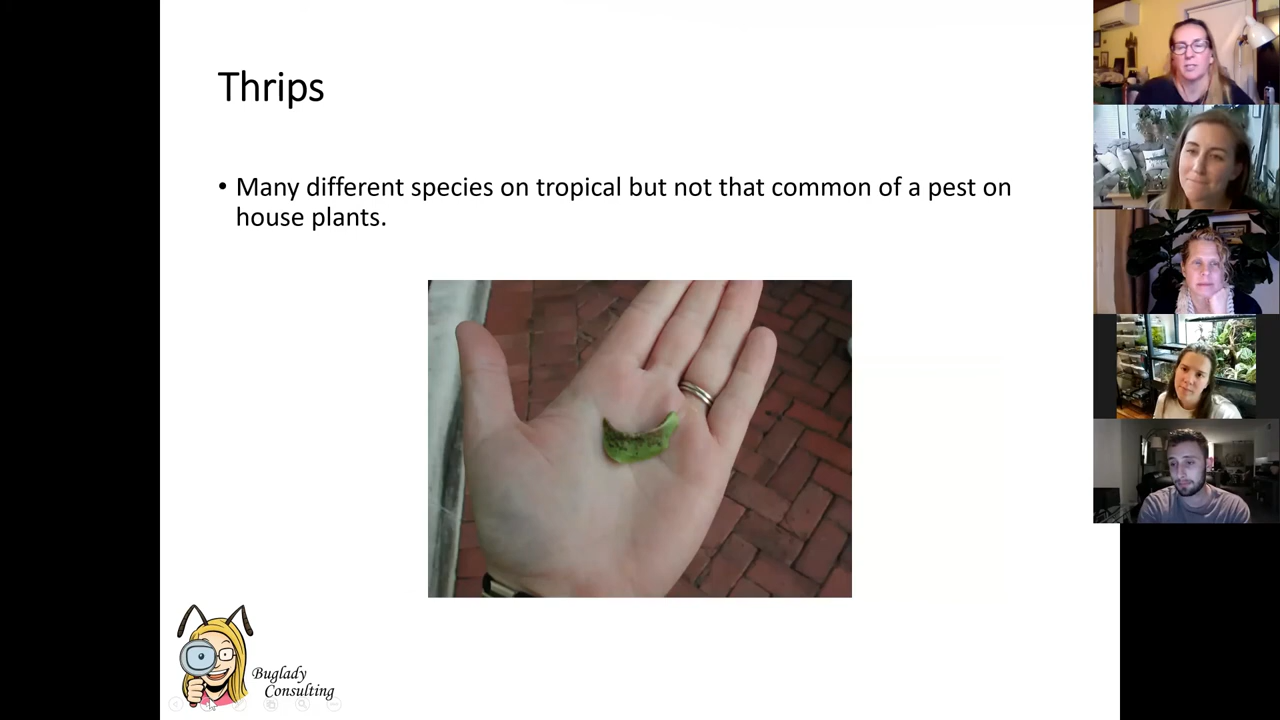 Thrips
• Many different species on tropical but not that common of a pest on
house plants.
Buglady
Consulting